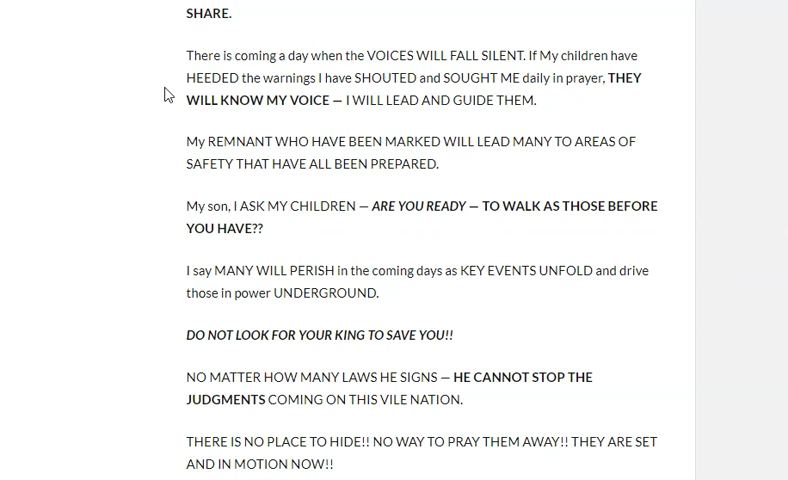 SHARE.
There is coming a day when the VOICES WILL FALL SILENT. If My children have
HEEDED the warnings I have SHOUTED and SOUGHT ME daily in prayer, THEY
WILL KNOW MY VOICE — I WILL LEAD AND GUIDE THEM.
My REMNANT WHO HAVE BEEN MARKED WILL LEAD MANY TO AREAS OF
SAFETY THAT HAVE ALL BEEN PREPARED.
My son, I ASK MY CHILDREN — ARE YOU READY — TO WALK AS THOSE BEFORE
YOU HAVE??
I say MANY WILL PERISH in the coming days as KEY EVENTS UNFOLD and drive
those in power UNDERGROUND.
DO NOT LOOK FOR YOUR KING TO SAVE YOU!!
NO MATTER HOW MANY LAWS HE SIGNS — HE CANNOT STOP THE
JUDGMENTS COMING ON THIS VILE NATION.
THERE IS NO PLACE TO HIDE!! NO WAY TO PRAY THEM AWAY!! THEY ARE SET
AND IN MOTION NOW!!